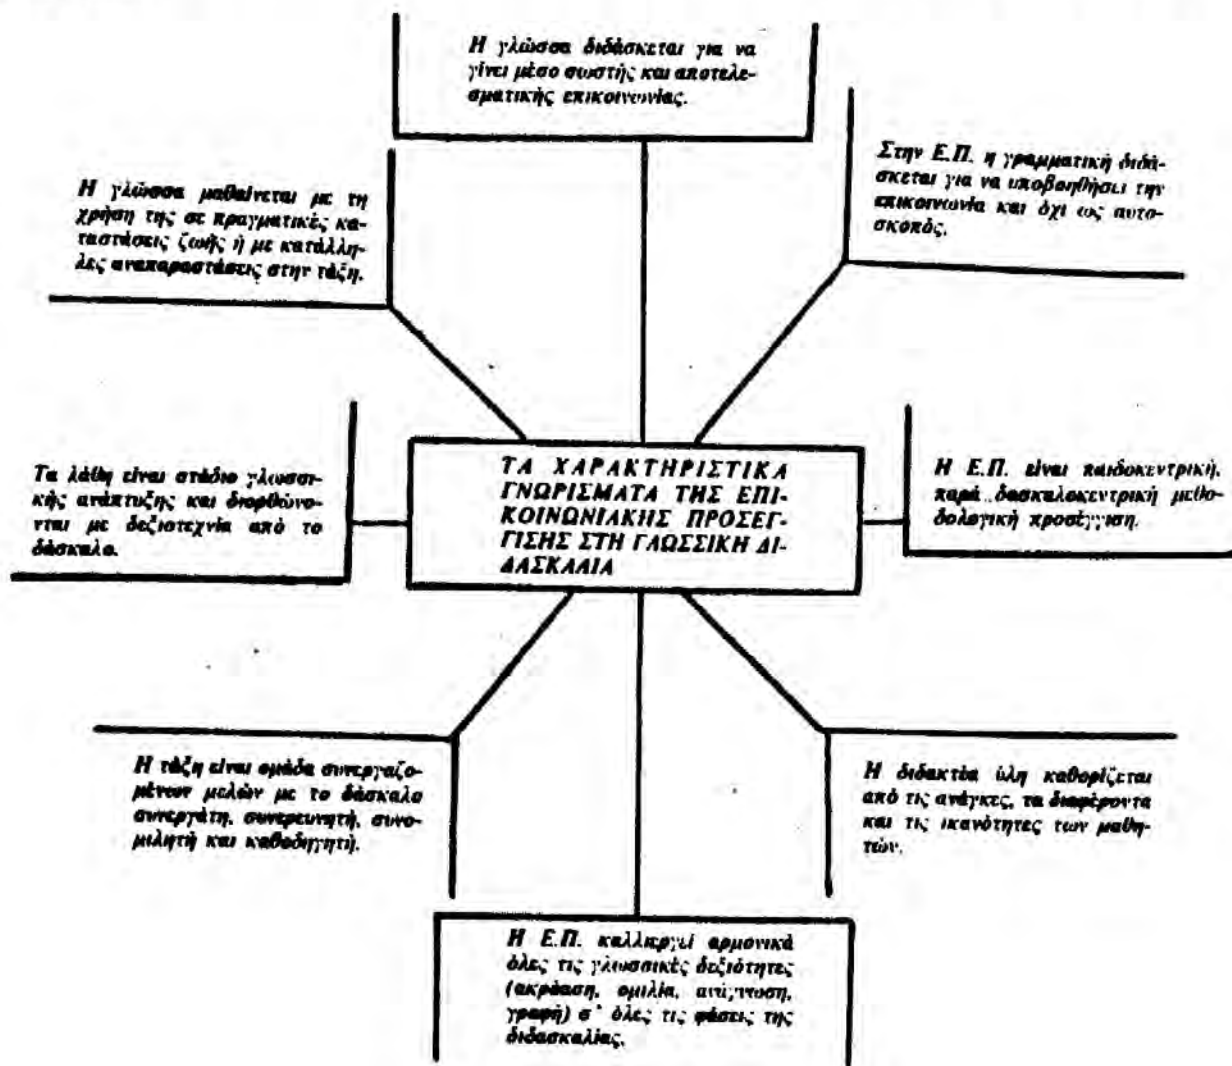 Η γλώσσα διδάσκεται για να
γίνει μέσο σωστής και αποτελε-
σματικής επικοινωνίας.
Στην Ε.Π. η γραμματική διδά-
σκεται για να υποβοηθήσει την
επικοινωνία και όχι ως αυτο-
σκοπός.
Η γλώσσα μαθαίνεται με τη
χρήση της σε πραγματικές κα-
ταστάσεις ζωής ή με κατάλλη-
λες αναπαραστάσεις στην τάξη.
Τα λάθη είναι στάδιο γλωσσι-
κής ανάπτυξης και διορθώνο-
νται με δεξιοτεχνία από το
δάσκαλο.
ΤΑ ΧΑΡΑΚΤΗΡΙΣΤΙΚΑ
ΓΝΩΡΙΣΜΑΤΑ ΤΗΣ ΕΠΙ-
ΚΟΙΝΩΝΙΑΚΗΣ ΠΡΟΣΕΓ-
ΓΙΣΗΣ ΣΤΗ ΓΛΩΣΣΙΚΗ ΔΙ-
ΔΑΣΚΑΛΙΑ
Η Ε.Π. είναι παιδοκεντρική,
παρά δασκαλοκεντρική μεθο-
δολογική προσέγγιση.
Η τάξη είναι ομάδα συνεργαζο-
μένων μελών με το δάσκαλο
συνεργάτη, συνερευνητή, συνο-
μιλητή και καθοδηγητή.
Η διδακτέα ύλη καθορίζεται
από τις ανάγκες, τα διαφέροντα
και τις ικανότητες των μαθη-
τών.
Η Ε.Π. καλλιεργεί αρμονικά
όλες τις γλωσσικές δεξιότητες
(ακρόαση, ομιλία, ανάγνωση,
γραφή) σ' όλες τις φάσεις της
διδασκαλίας.